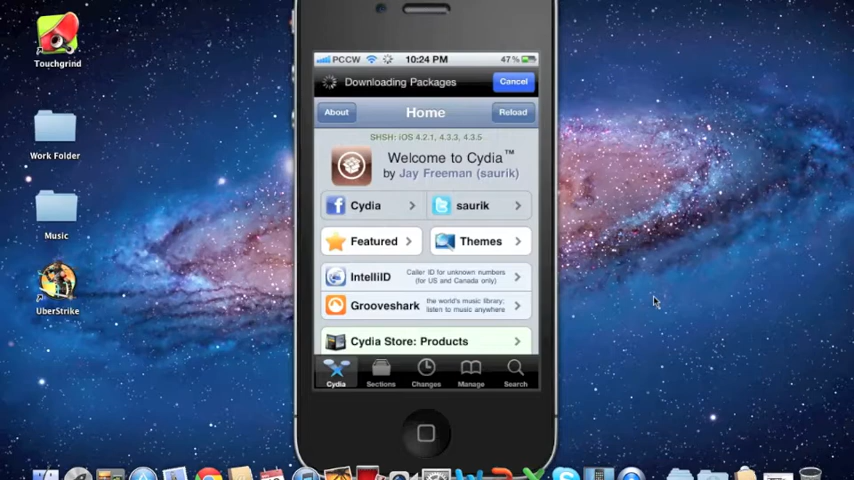 Touchgrind
Work Folder
Music
UberStrike
PCCW 10:24 PM 47%
Downloading Packages Cancel
About Home Reload
SHSH: iOS 4.2.1, 4.3.3, 4.3.5
Welcome to Cydia™
by Jay Freeman (saurik)
Cydia saurik
Featured Themes
IntelliID Caller ID for unknown numbers
(for US and Canada only)
Grooveshark the world's music library:
listen to music anywhere
Cydia Store: Products
Cydia Sections Changes Manage Search